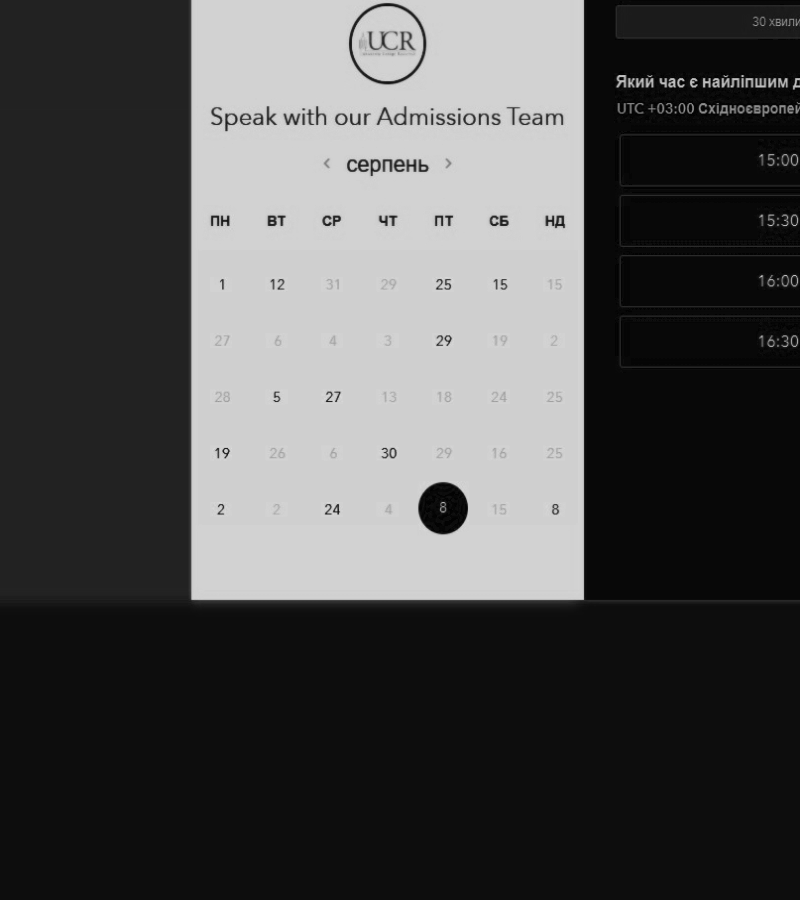 UCR
Speak with our Admissions Team
‹ серпень ›
ПН ВТ СР ЧТ ПТ СБ НД
1 12 31 29 25 15 15
27 6 4 3 29 19 2
28 5 27 13 18 24 25
19 26 6 30 29 16 25
2 2 24 4 8 15 8
30 хвили
Який час є найліпшим д
UTC +03:00 Східноєвропей
15:00
15:30
16:00
16:30